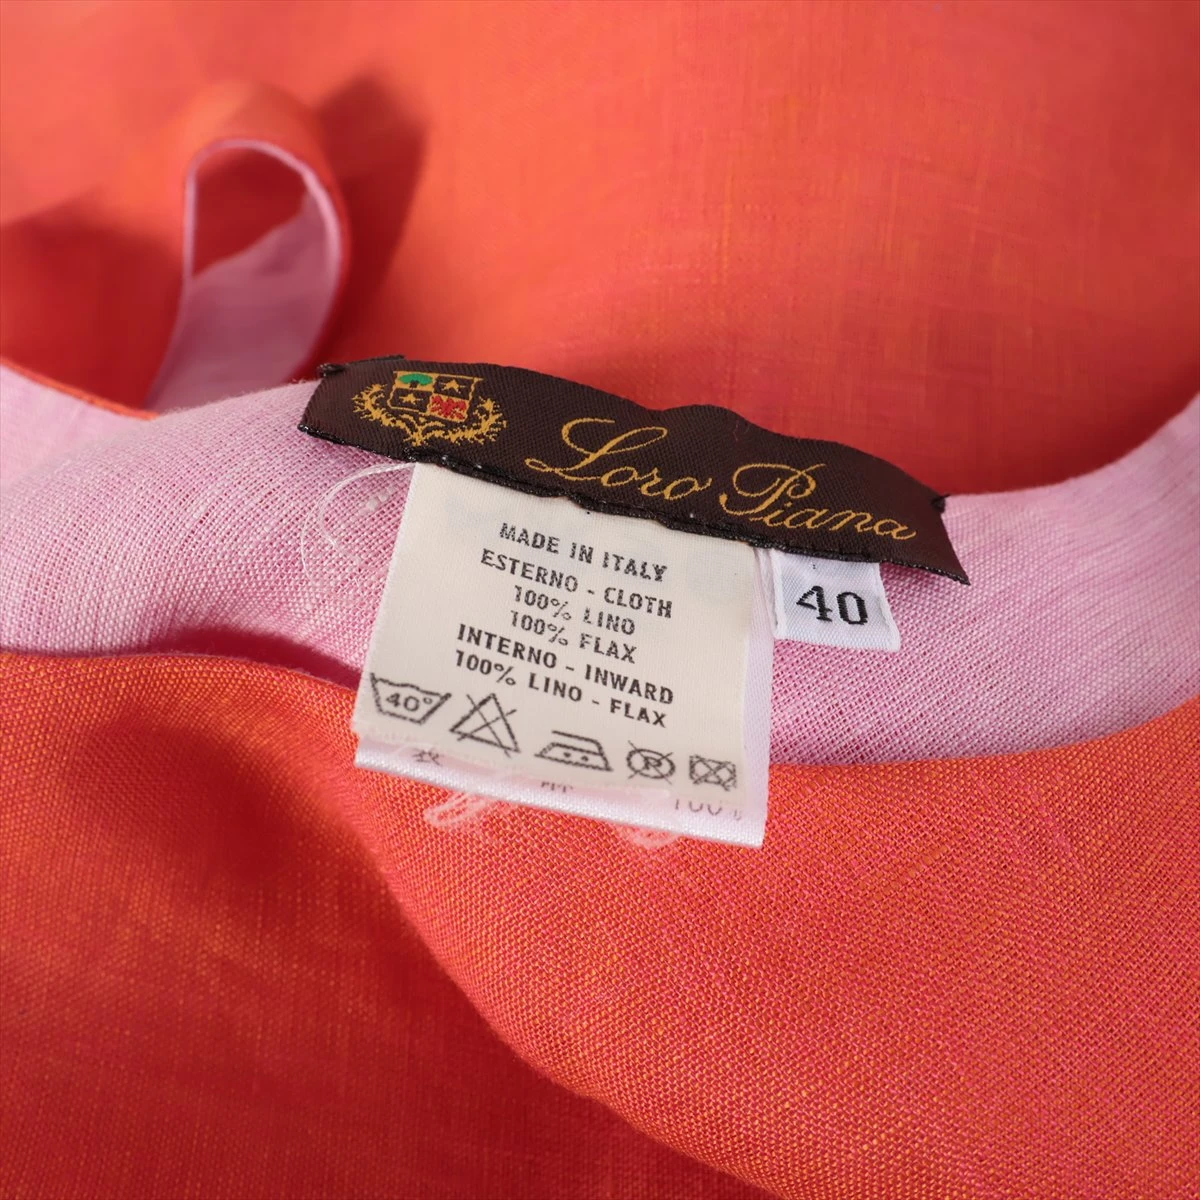 Loro Piana
40
MADE IN ITALY
ESTERNO - CLOTH
100% LINO
100% FLAX
INTERNO - INWARD
100% LINO - FLAX
40°
P